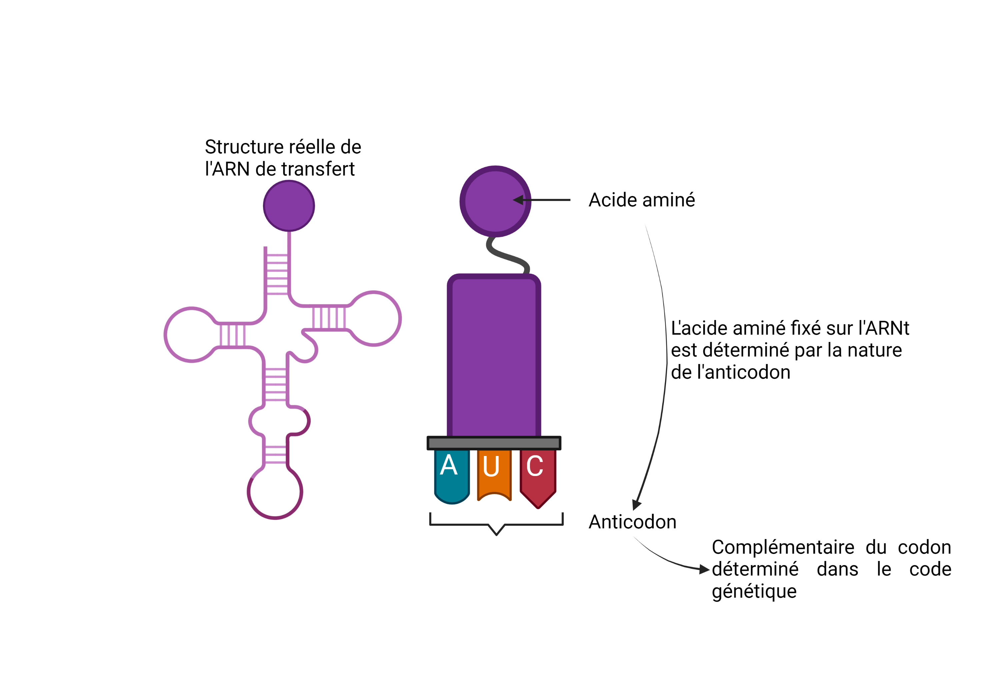 Structure réelle de
l'ARN de transfert
Acide aminé
L'acide aminé fixé sur l'ARNt
est déterminé par la nature
de l'anticodon
A U C
Anticodon
Complémentaire du codon
déterminé dans le code
génétique